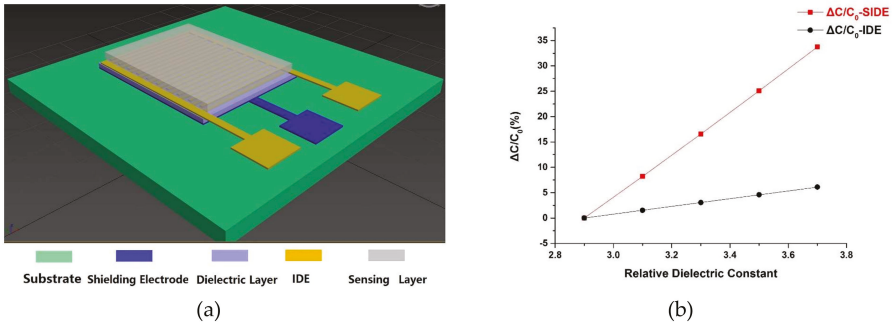 Substrate
Shielding Electrode
Dielectric Layer
IDE
Sensing Layer
(a)
ΔC/C₀-SIDE
ΔC/C₀-IDE
ΔC/C₀(%)
35
30
25
20
15
10
5
0
-5
2.8
3.0
3.2
3.4
3.6
3.8
Relative Dielectric Constant
(b)